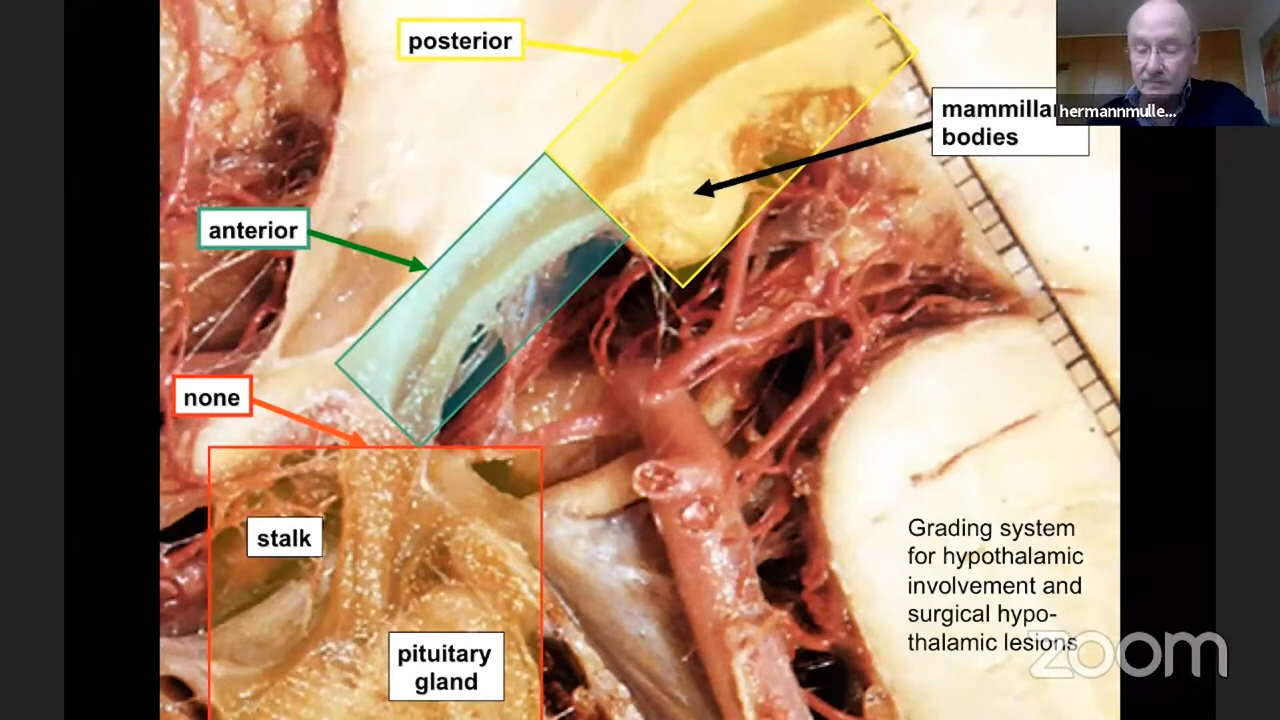 posterior
mammilla
bodies
hermannmulle...
anterior
none
stalk
pituitary
gland
Grading system
for hypothalamic
involvement and
surgical hypo-
thalamic lesions
zoom